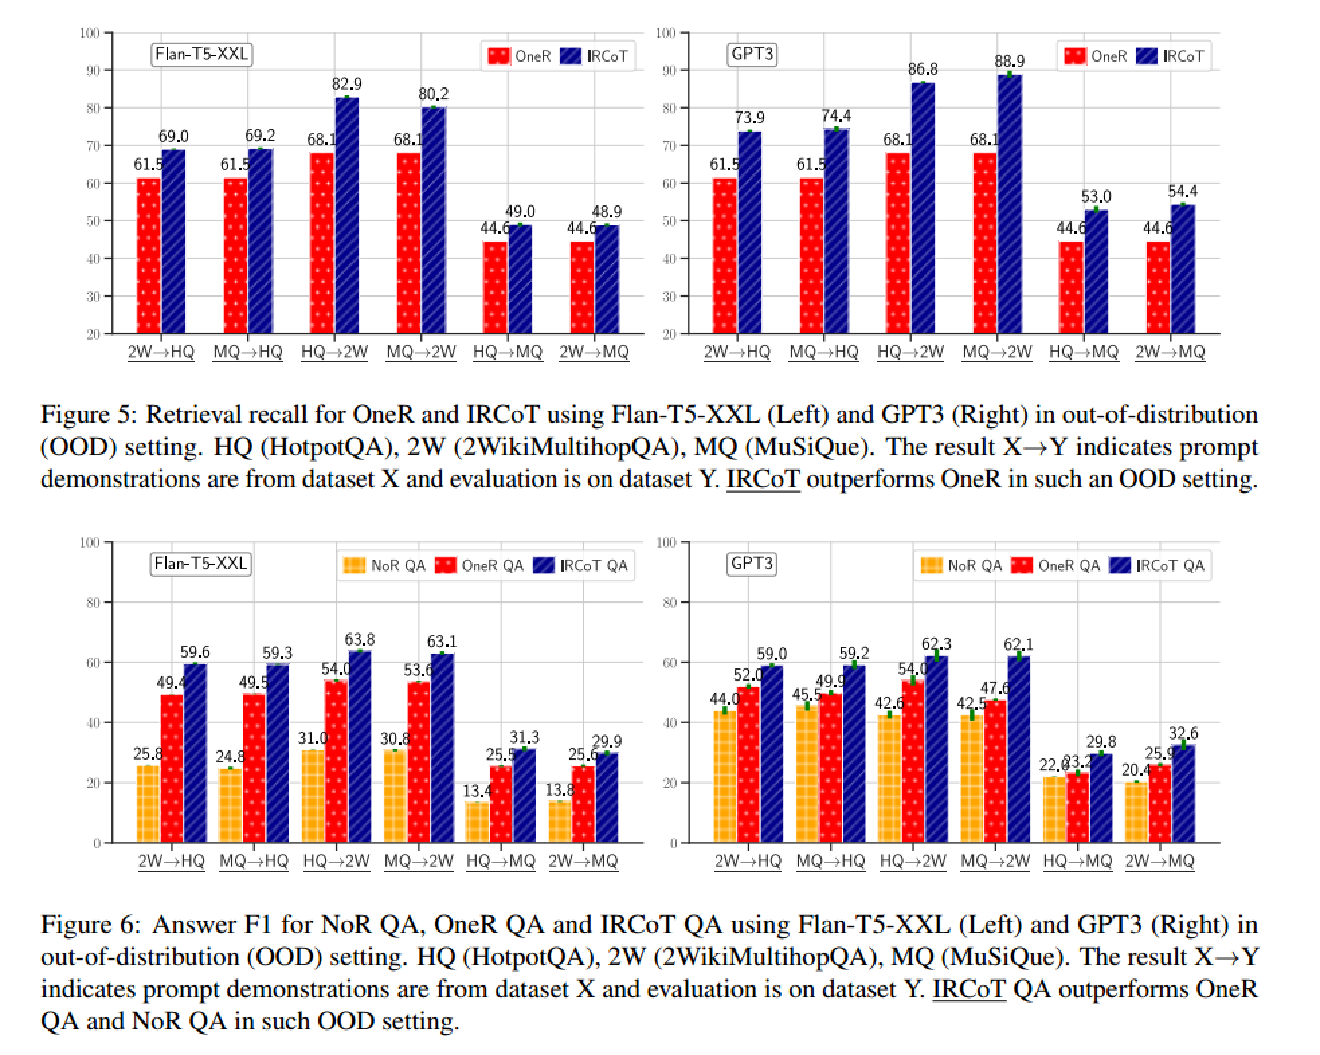 100
90
80
70
60
50
40
30
20
Flan-T5-XXL
OneR IRCoT
61.5 69.0 61.5 69.2 68.1 82.9 68.1 80.2 44.6 49.0 44.6 48.9
2W→HQ MQ→HQ HQ→2W MQ→2W HQ→MQ 2W→MQ
100
90
80
70
60
50
40
30
20
GPT3
OneR IRCoT
61.5 73.9 61.5 74.4 68.1 86.8 68.1 88.9 44.6 53.0 44.6 54.4
2W→HQ MQ→HQ HQ→2W MQ→2W HQ→MQ 2W→MQ
Figure 5: Retrieval recall for OneR and IRCoT using Flan-T5-XXL (Left) and GPT3 (Right) in out-of-distribution
(OOD) setting. HQ (HotpotQA), 2W (2WikiMultihopQA), MQ (MuSiQue). The result X→Y indicates prompt
demonstrations are from dataset X and evaluation is on dataset Y. IRCoT outperforms OneR in such an OOD setting.
100
80
60
40
20
0
Flan-T5-XXL
NoR QA OneR QA IRCoT QA
25.8 49.4 59.6 24.8 49.5 59.3 31.0 54.0 63.8 30.8 53.6 63.1 13.4 25.5 31.3 13.8 25.6 29.9
2W→HQ MQ→HQ HQ→2W MQ→2W HQ→MQ 2W→MQ
100
80
60
40
20
0
GPT3
NoR QA OneR QA IRCoT QA
44.0 52.0 59.0 45.5 49.9 59.2 42.6 54.0 62.3 42.5 47.6 62.1 23.2 29.8 20.4 25.9 32.6
2W→HQ MQ→HQ HQ→2W MQ→2W HQ→MQ 2W→MQ
Figure 6: Answer F1 for NoR QA, OneR QA and IRCoT QA using Flan-T5-XXL (Left) and GPT3 (Right) in
out-of-distribution (OOD) setting. HQ (HotpotQA), 2W (2WikiMultihopQA), MQ (MuSiQue). The result X→Y
indicates prompt demonstrations are from dataset X and evaluation is on dataset Y. IRCoT QA outperforms OneR
QA and NoR QA in such OOD setting.